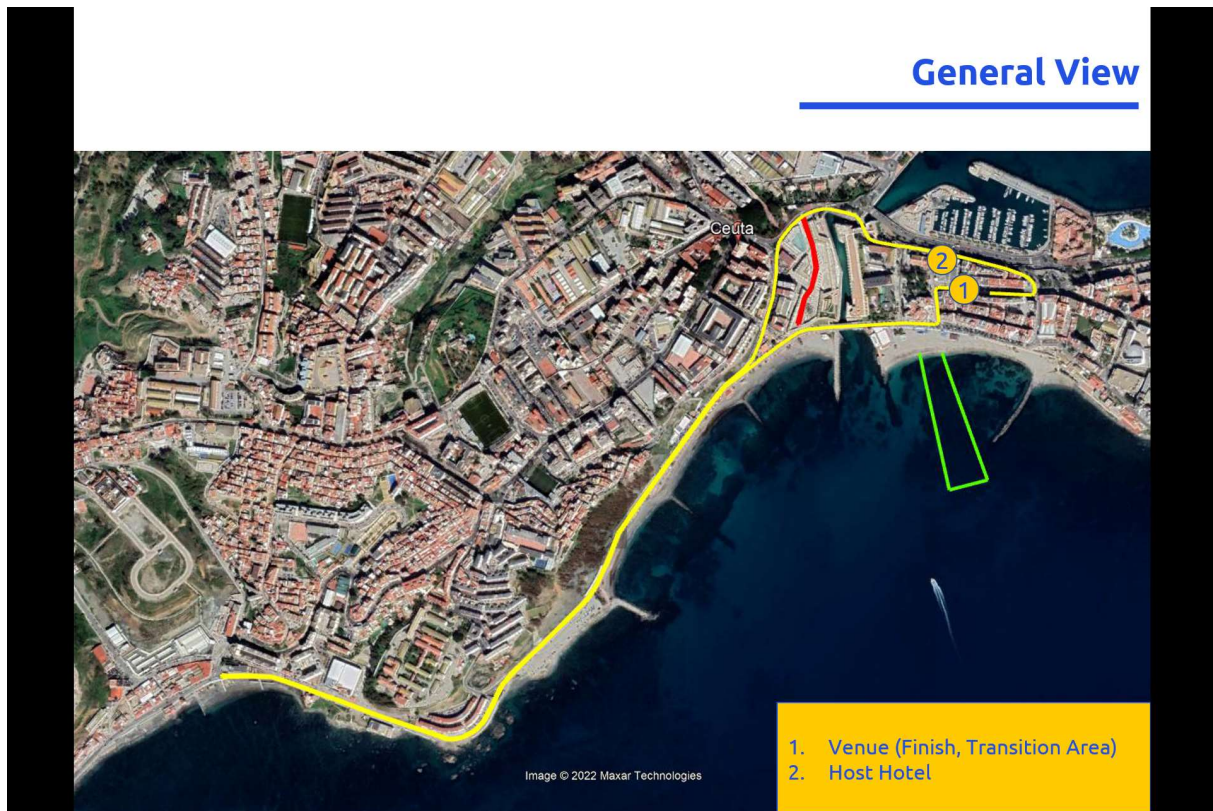 General View
Ceuta
2
1
Image © 2022 Maxar Technologies
1. Venue (Finish, Transition Area)
2. Host Hotel